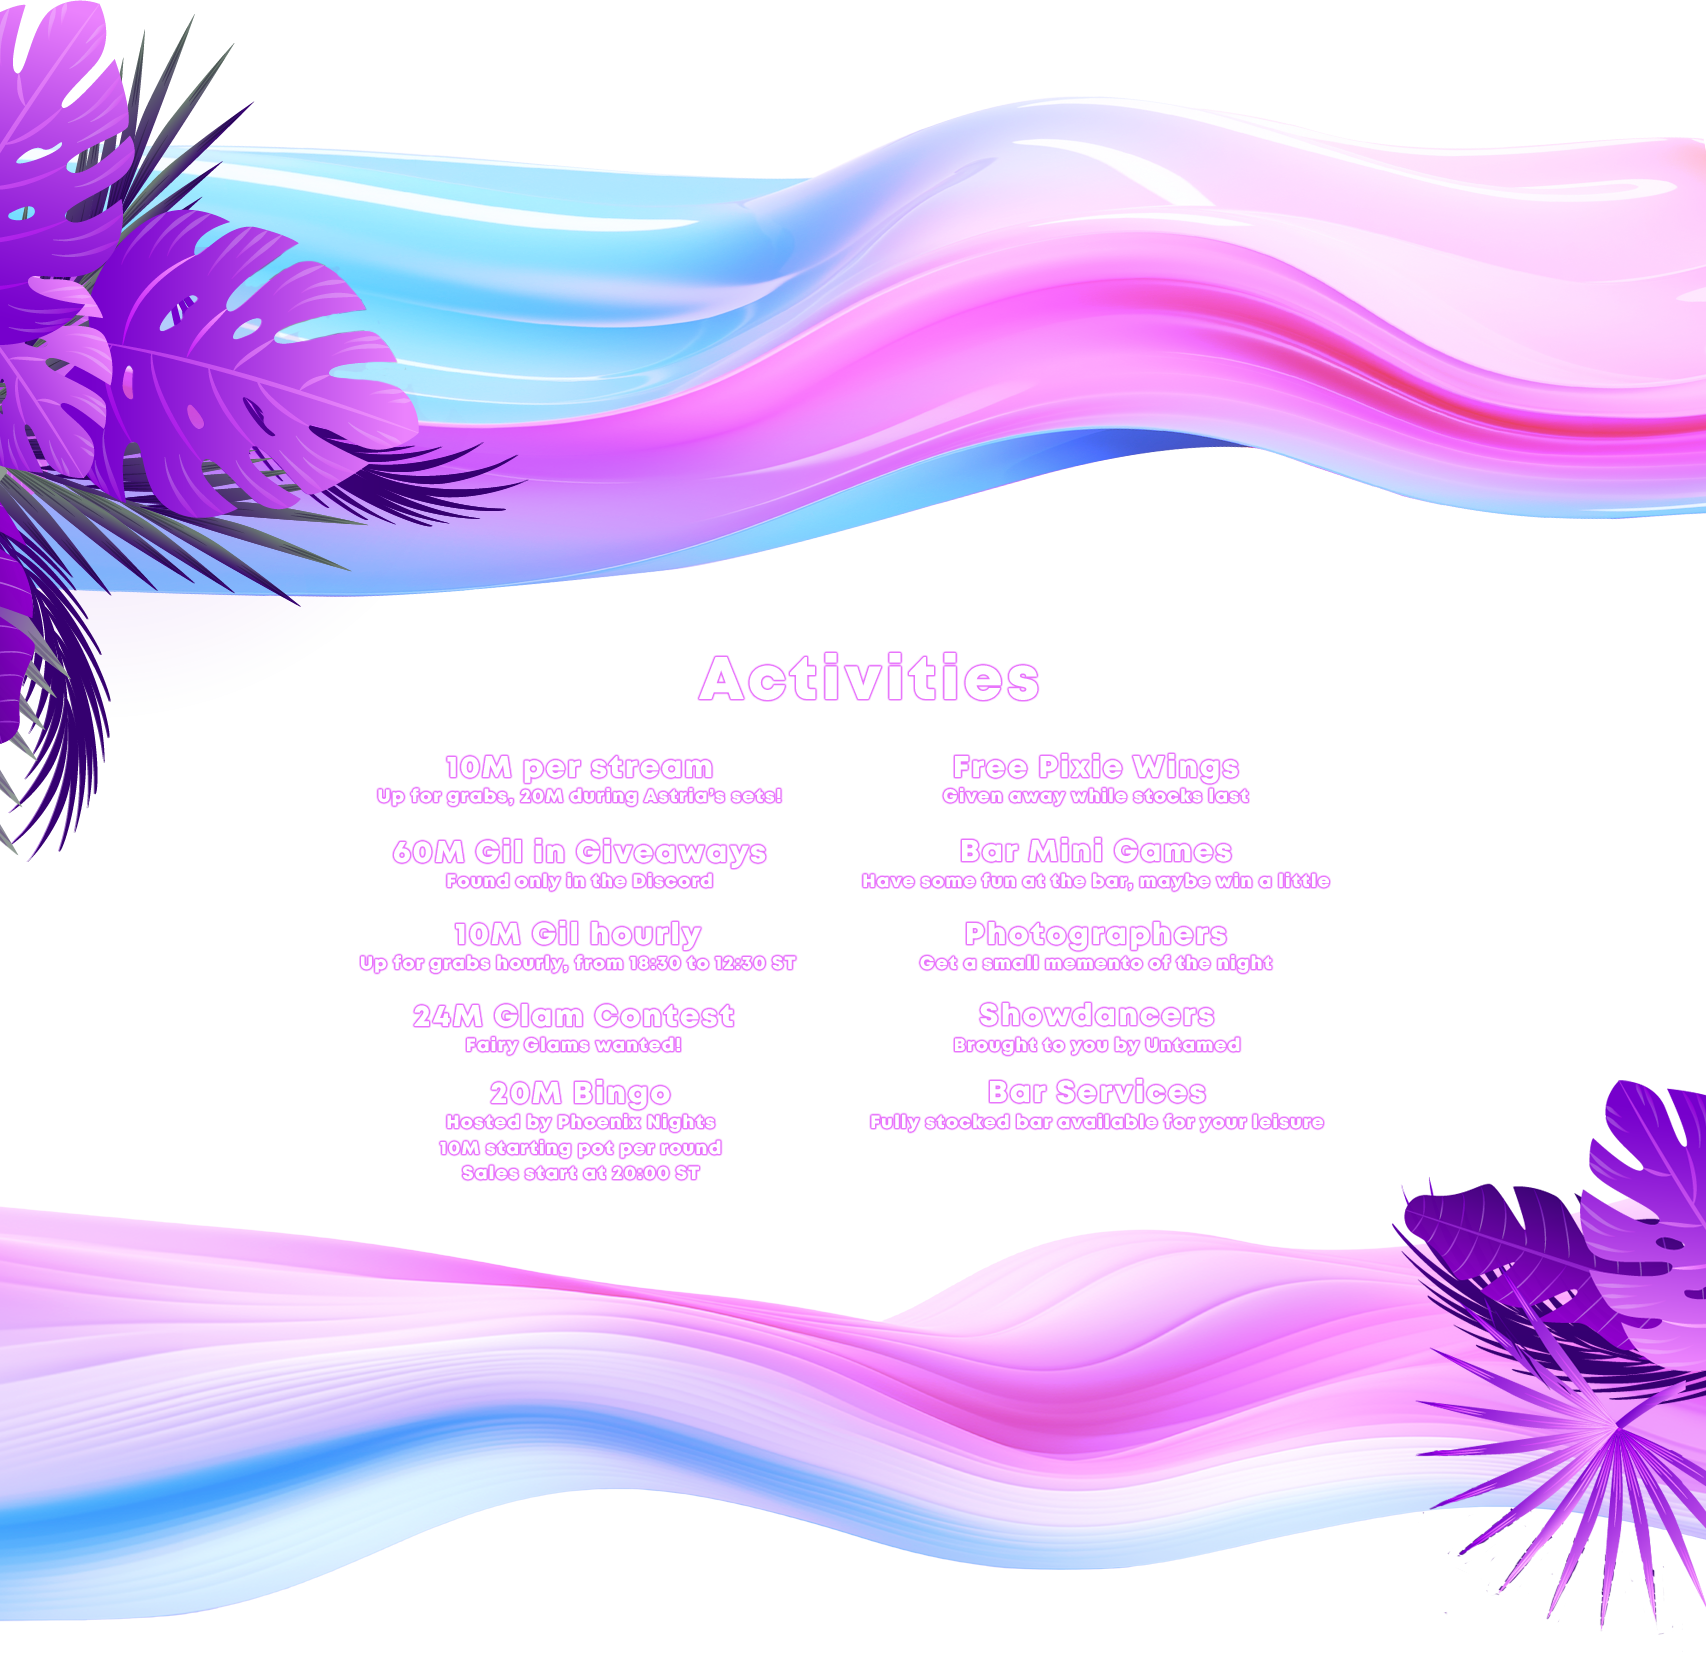 Activities
10M per stream
Up for grabs, 20M during Astria's sets!
60M Gil in Giveaways
Found only in the Discord
10M Gil hourly
Up for grabs hourly, from 18:30 to 12:30 ST
24M Glam Contest
Fairy Glams wanted!
20M Bingo
Hosted by Phoenix Nights
10M starting pot per round
Sales start at 20:00 ST
Free Pixie Wings
Given away while stocks last
Bar Mini Games
Have some fun at the bar, maybe win a little
Photographers
Get a small memento of the night
Showdancers
Brought to you by Untamed
Bar Services
Fully stocked bar available for your leisure